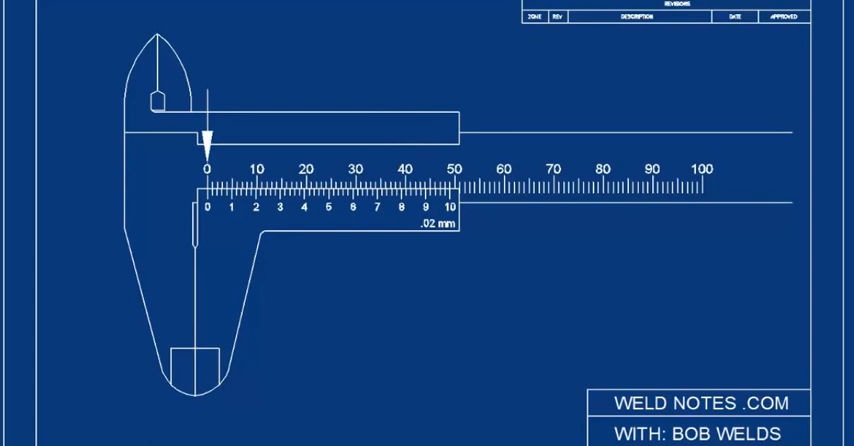 REVISIONS
ZONE REV DESCRIPTION DATE APPROVED
0 10 20 30 40 50 60 70 80 90 100
0 1 2 3 4 5 6 7 8 9 10
.02 mm
WELD NOTES .COM
WITH: BOB WELDS